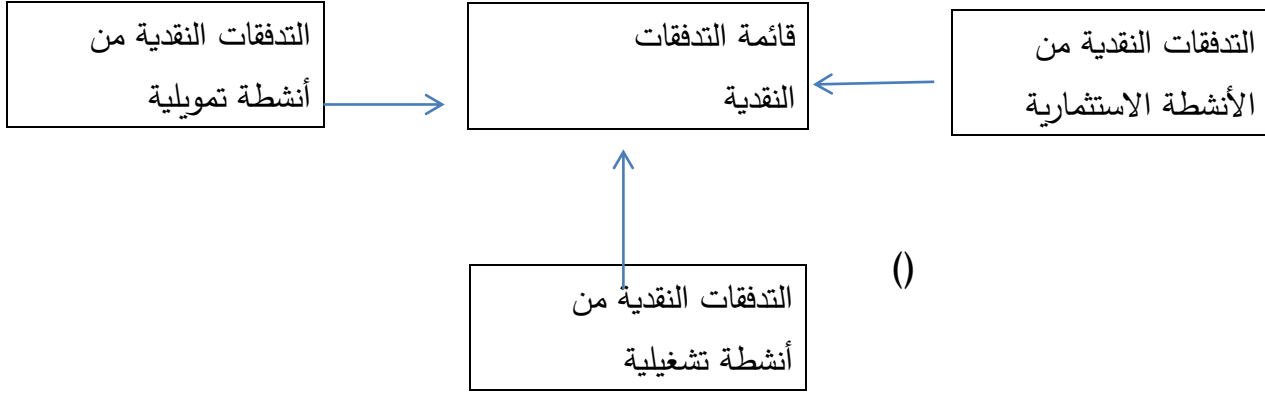 التدفقات النقدية من
الأنشطة الاستثمارية
قائمة التدفقات
النقدية
التدفقات النقدية من
أنشطة تمويلية
()
التدفقات النقدية من
أنشطة تشغيلية